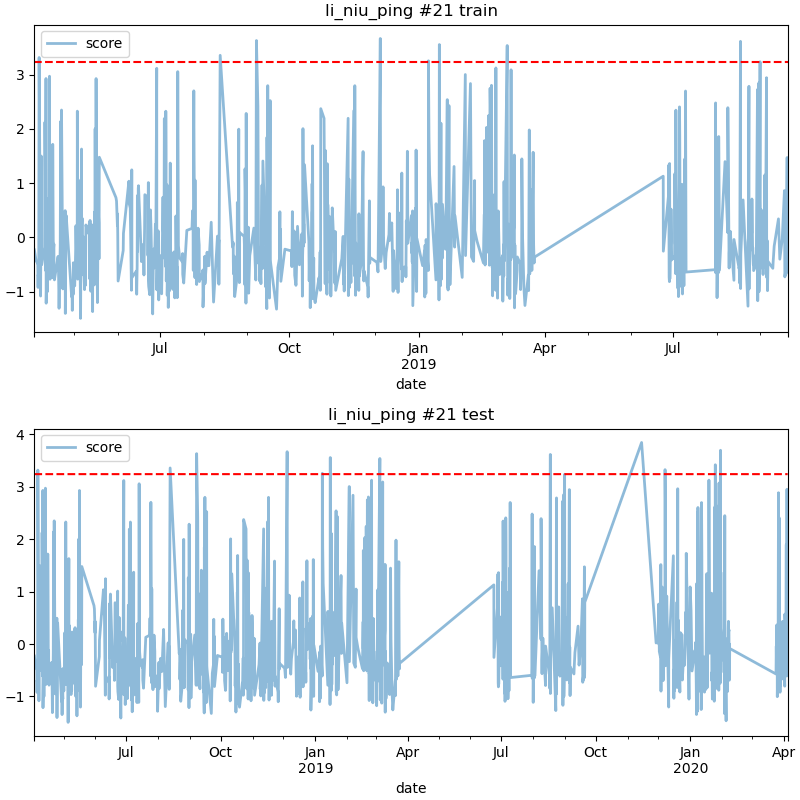 li_niu_ping #21 train
score
3
2
1
0
−1
Jul
Oct
Jan
2019
Apr
Jul
date
li_niu_ping #21 test
score
4
3
2
1
0
−1
Jul
Oct
Jan
2019
Apr
Jul
Oct
Jan
2020
Apr
date